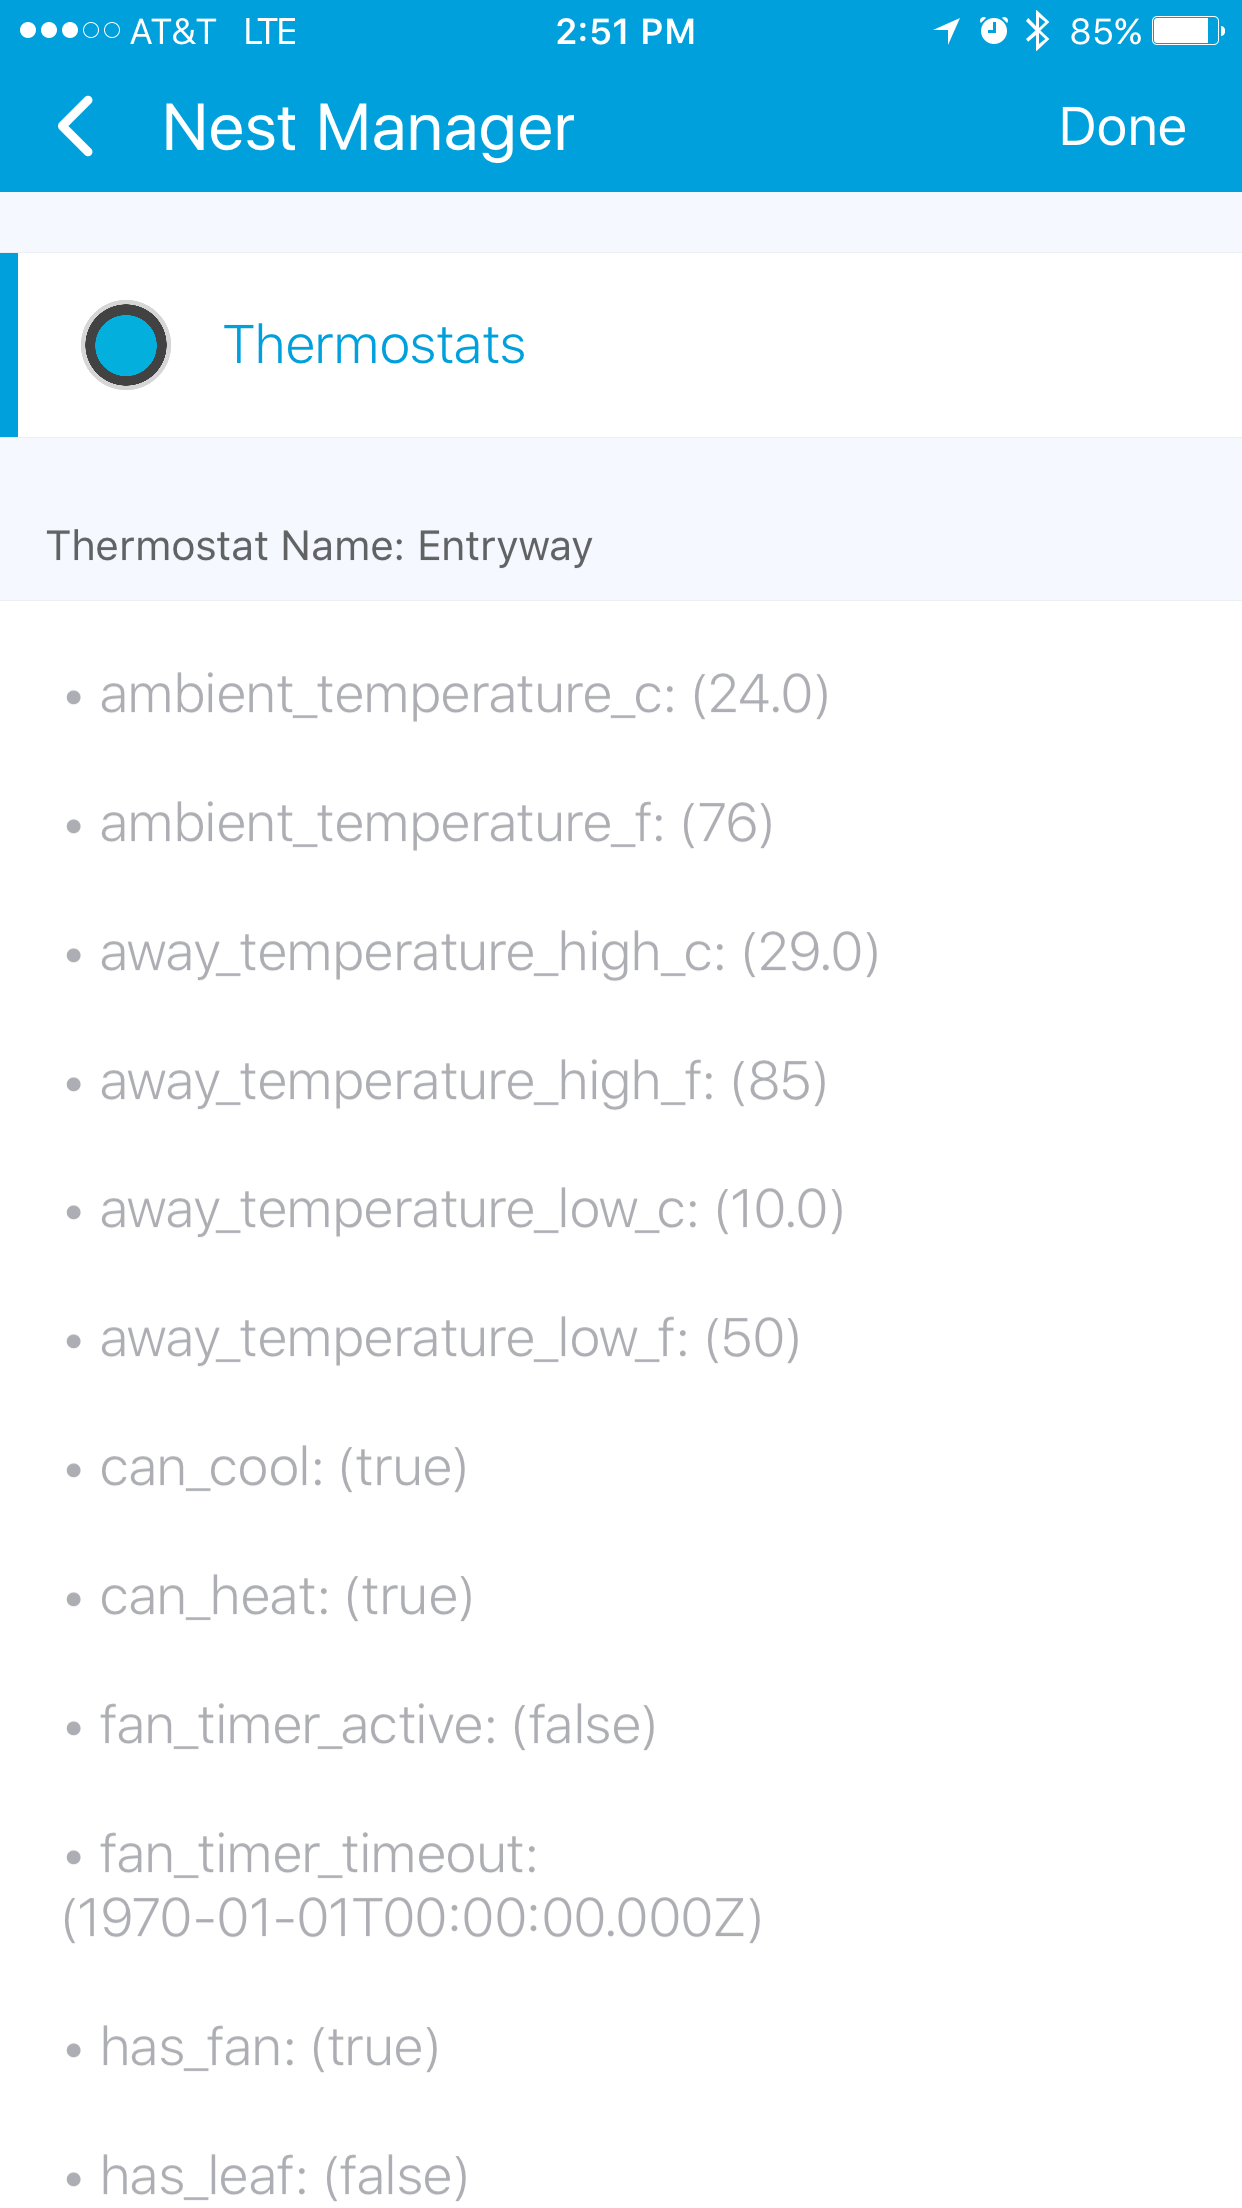 AT&T LTE 2:51 PM 85%
Nest Manager Done
Thermostats
Thermostat Name: Entryway
• ambient_temperature_c: (24.0)
• ambient_temperature_f: (76)
• away_temperature_high_c: (29.0)
• away_temperature_high_f: (85)
• away_temperature_low_c: (10.0)
• away_temperature_low_f: (50)
• can_cool: (true)
• can_heat: (true)
• fan_timer_active: (false)
• fan_timer_timeout:
(1970-01-01T00:00:00.000Z)
• has_fan: (true)
• has_leaf: (false)